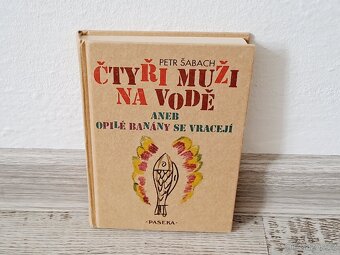 PETR ŠABACH
ČTYŘI MUŽI
NA VODĚ
ANEB
OPILÉ BANÁNY SE VRACEJÍ
PASEKA